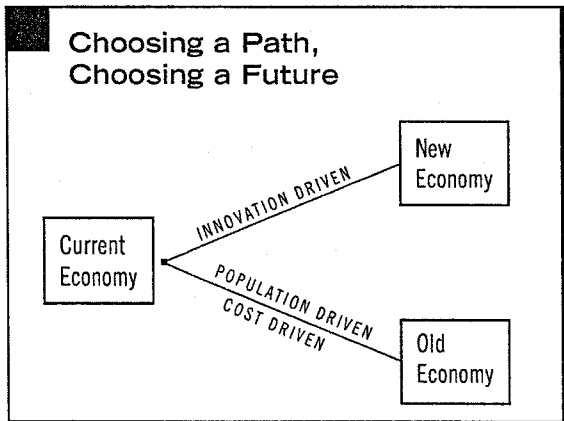 Choosing a Path,
Choosing a Future
New
Economy
INNOVATION DRIVEN
Current
Economy
POPULATION DRIVEN
COST DRIVEN
Old
Economy